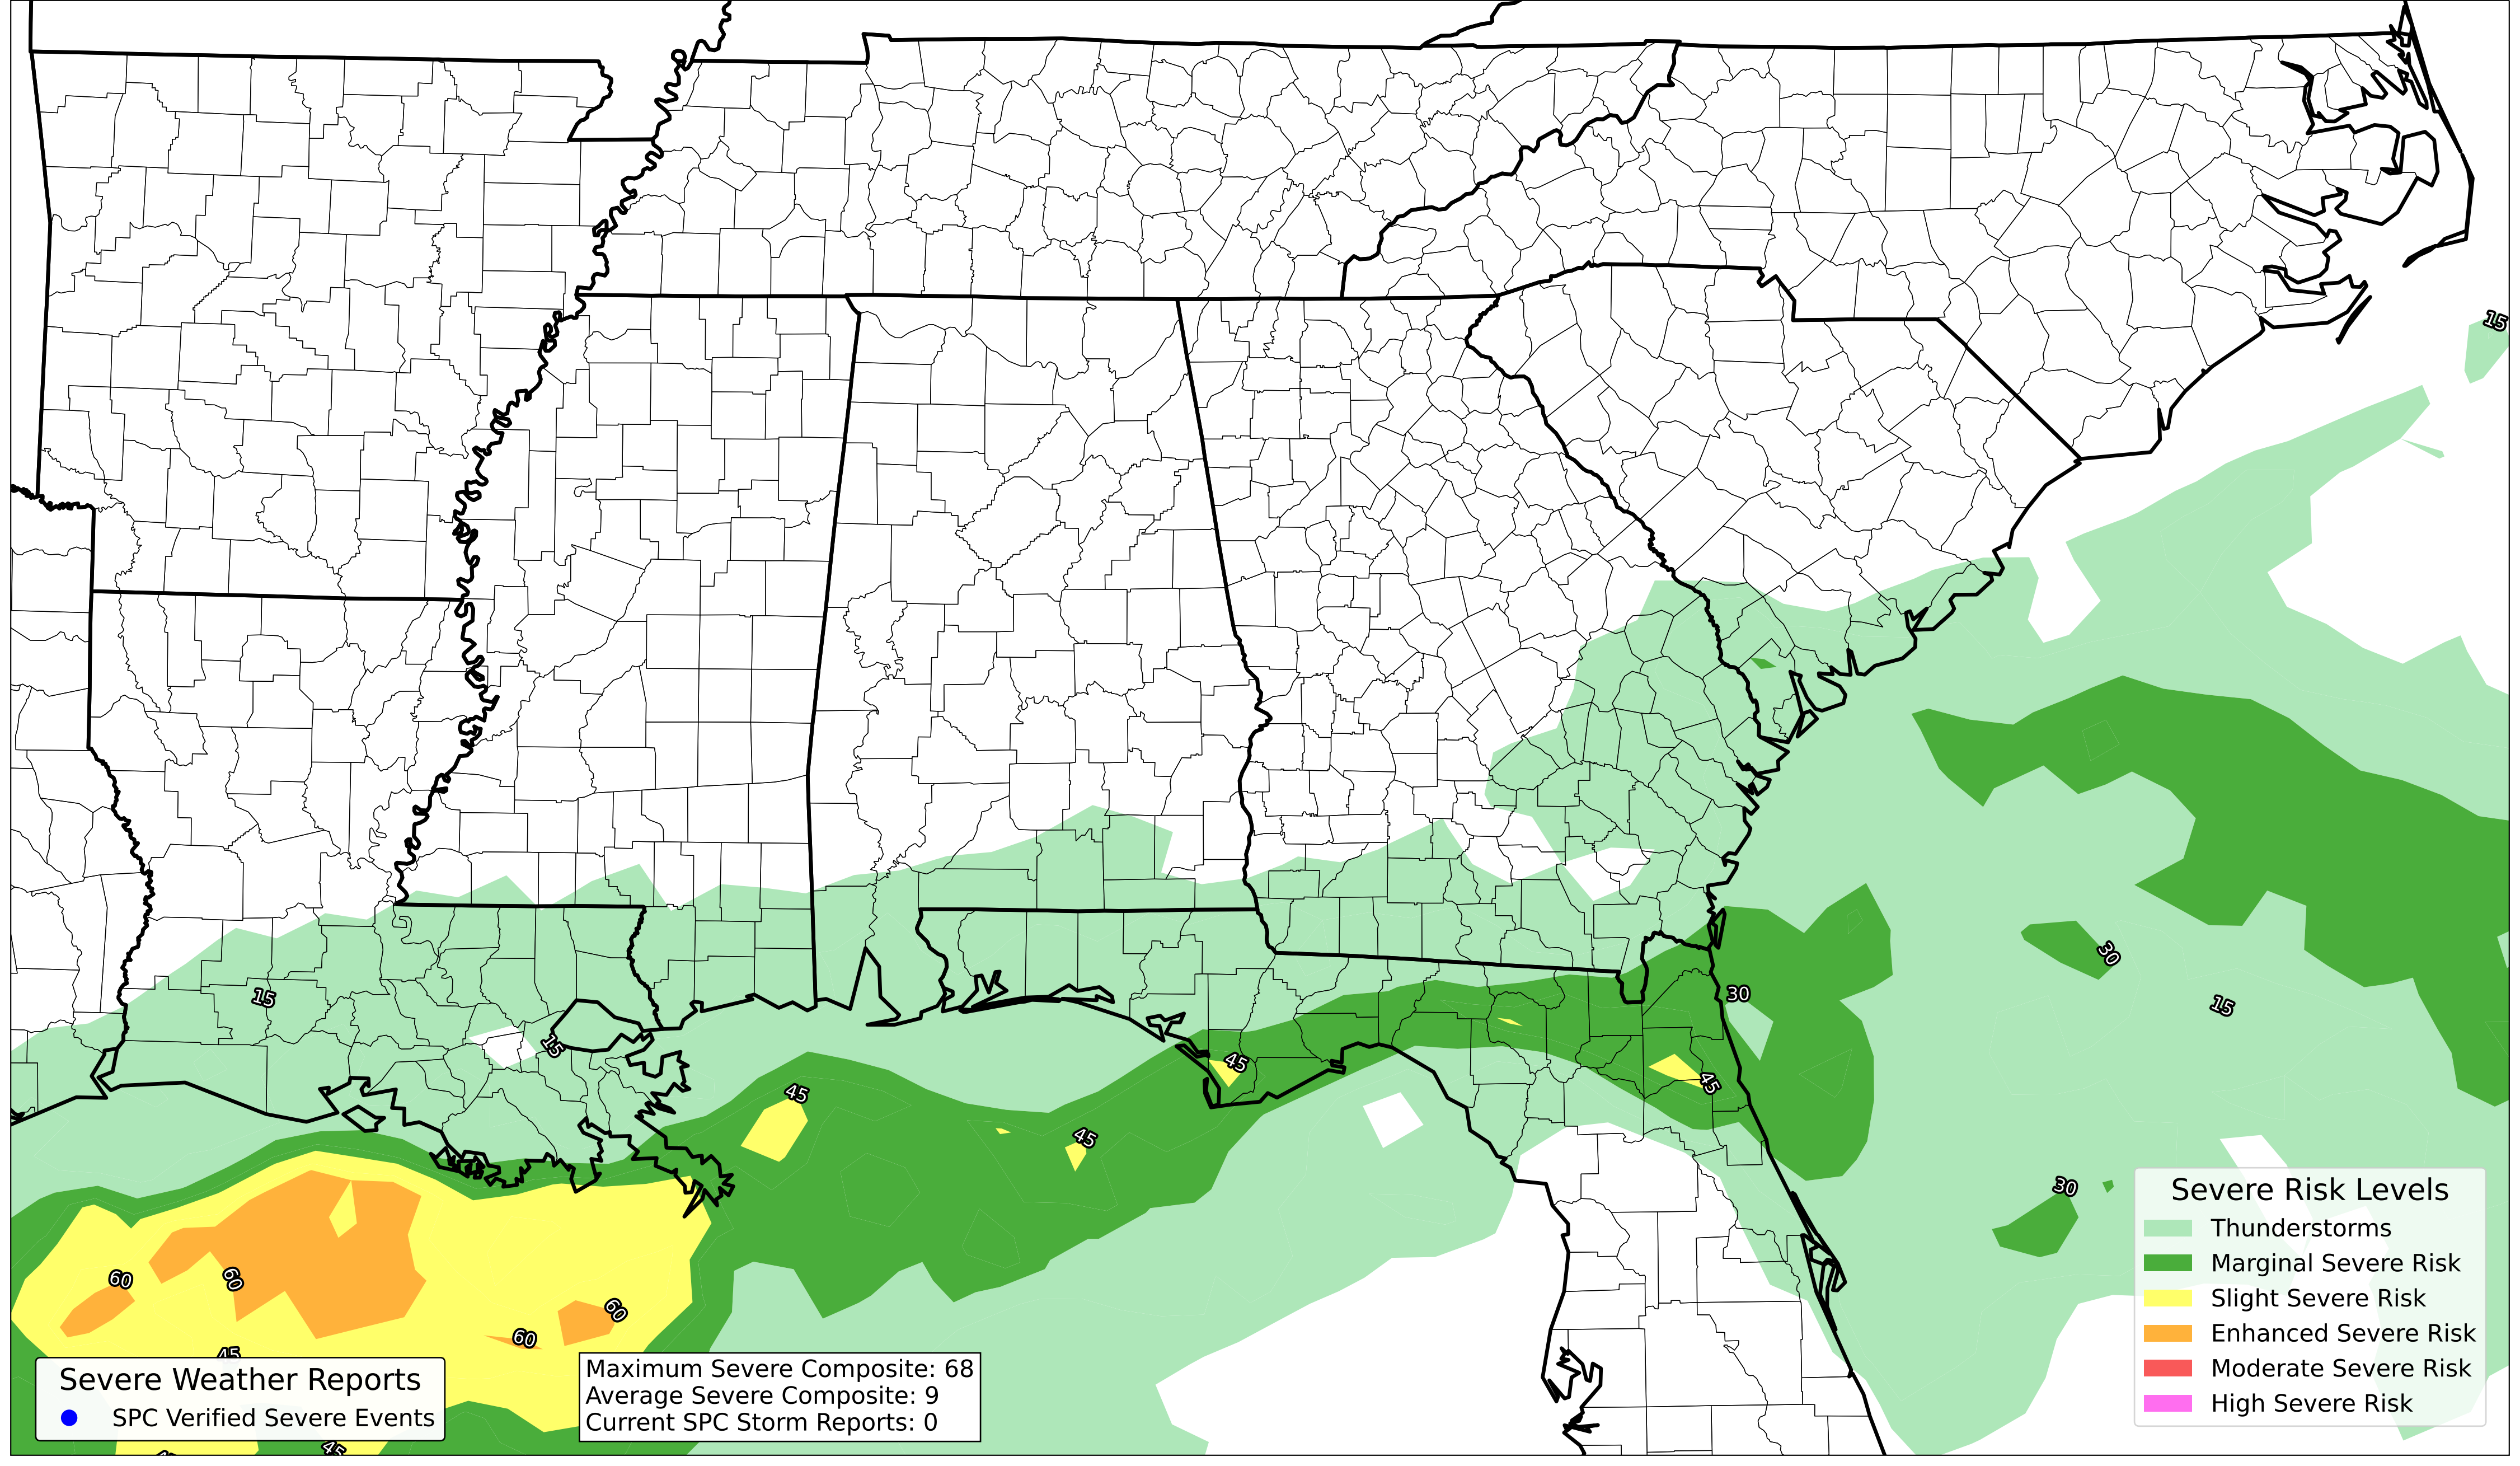 15
15
15
45
45
45
45
30
30
15
30
60
60
60
60
45
45
Severe Weather Reports
SPC Verified Severe Events
Maximum Severe Composite: 68
Average Severe Composite: 9
Current SPC Storm Reports: 0
Severe Risk Levels
Thunderstorms
Marginal Severe Risk
Slight Severe Risk
Enhanced Severe Risk
Moderate Severe Risk
High Severe Risk